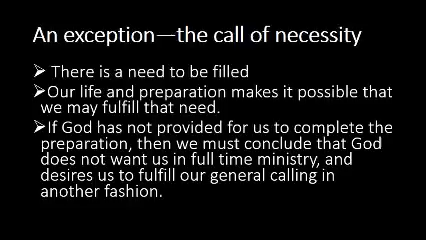 An exception—the call of necessity
➢ There is a need to be filled
➢Our life and preparation makes it possible that
we may fulfill that need.
➢If God has not provided for us to complete the
preparation, then we must conclude that God
does not want us in full time ministry, and
desires us to fulfill our general calling in
another fashion.